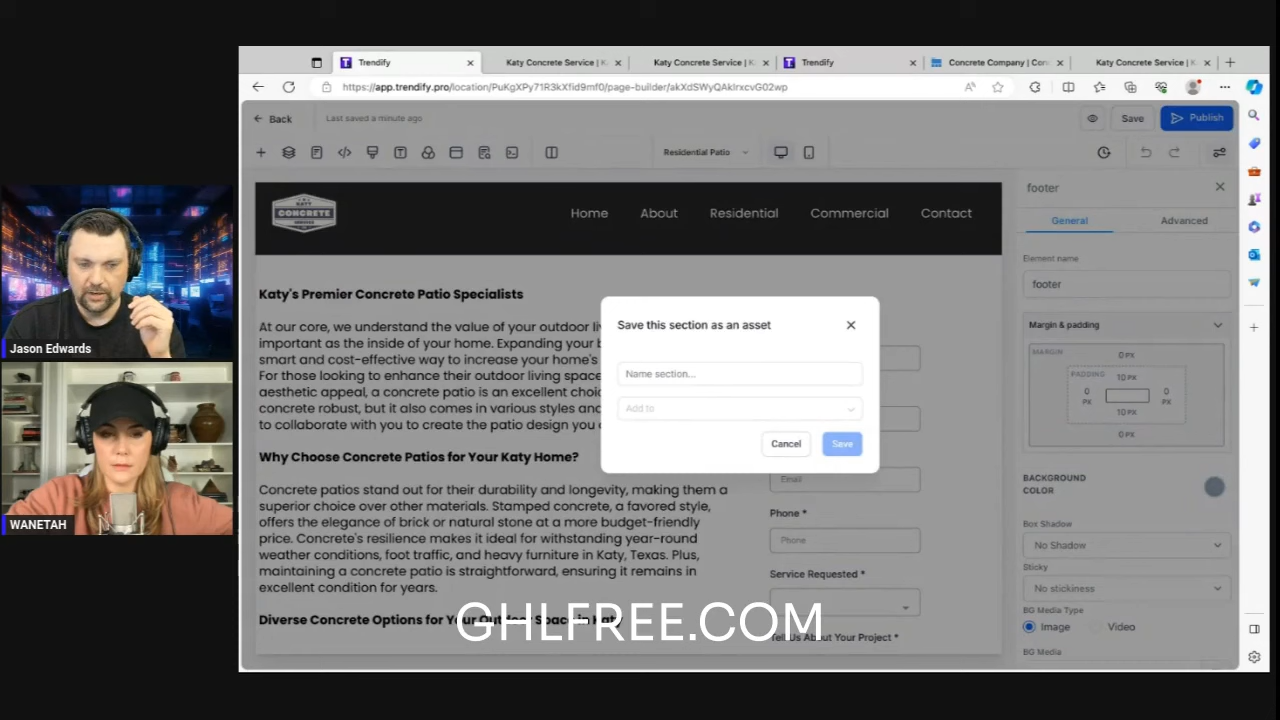 Trendify
Katy Concrete Service | K
Katy Concrete Service | K
Trendify
Concrete Company | Con
Katy Concrete Service | K
https://app.trendify.pro/location/PuKgXPy71R3kXfid9mf0/page-builder/akXdSWyQAkIrxcvG02wp
Back
Last saved a minute ago
Save
Publish
Residential Patio
KATY
CONCRETE
SERVICES
Home
About
Residential
Commercial
Contact
footer
General
Advanced
Element name
footer
Margin & padding
MARGIN
0 PX
PADDING
10 PX
0
PX
0
PX
10 PX
0 PX
BACKGROUND
COLOR
Box Shadow
No Shadow
Sticky
No stickiness
BG Media Type
Image
Video
BG Media
Katy's Premier Concrete Patio Specialists
At our core, we understand the value of your outdoor li
important as the inside of your home. Expanding your b
smart and cost-effective way to increase your home's
For those looking to enhance their outdoor living space
aesthetic appeal, a concrete patio is an excellent choic
concrete robust, but it also comes in various styles and
to collaborate with you to create the patio design you
Why Choose Concrete Patios for Your Katy Home?
Concrete patios stand out for their durability and longevity, making them a
superior choice over other materials. Stamped concrete, a favored style,
offers the elegance of brick or natural stone at a more budget-friendly
price. Concrete's resilience makes it ideal for withstanding year-round
weather conditions, foot traffic, and heavy furniture in Katy, Texas. Plus,
maintaining a concrete patio is straightforward, ensuring it remains in
excellent condition for years.
Diverse Concrete Options for Your Outdoor Space in Katy
Save this section as an asset
Name section...
Add to
Cancel
Save
Email
Phone *
Phone
Service Requested *
Tell Us About Your Project *
Jason Edwards
WANETAH
GHLFREE.COM